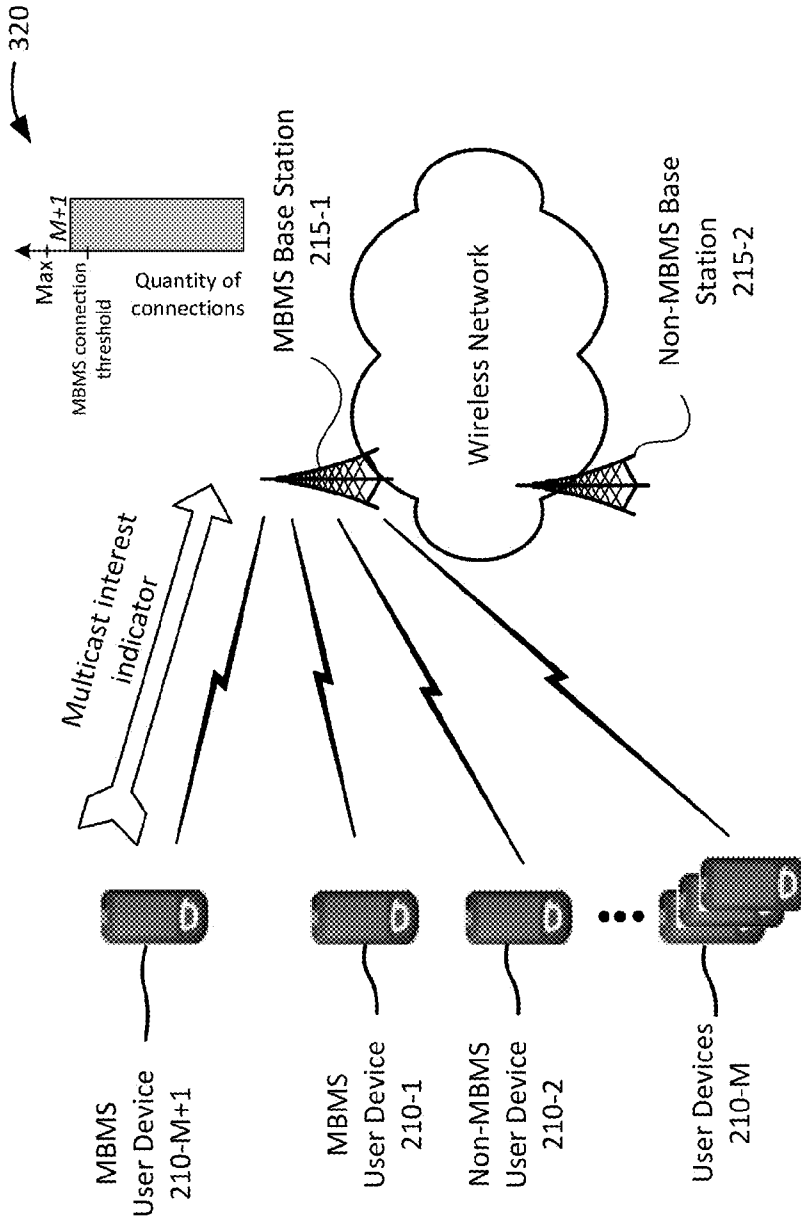 320
Max
M+1
MBMS connection
threshold
Quantity of
connections
Multicast interest
indicator
MBMS Base Station
215-1
Wireless Network
Non-MBMS Base
Station
215-2
MBMS
User Device
210-M+1
MBMS
User Device
210-1
Non-MBMS
User Device
210-2
User Devices
210-M